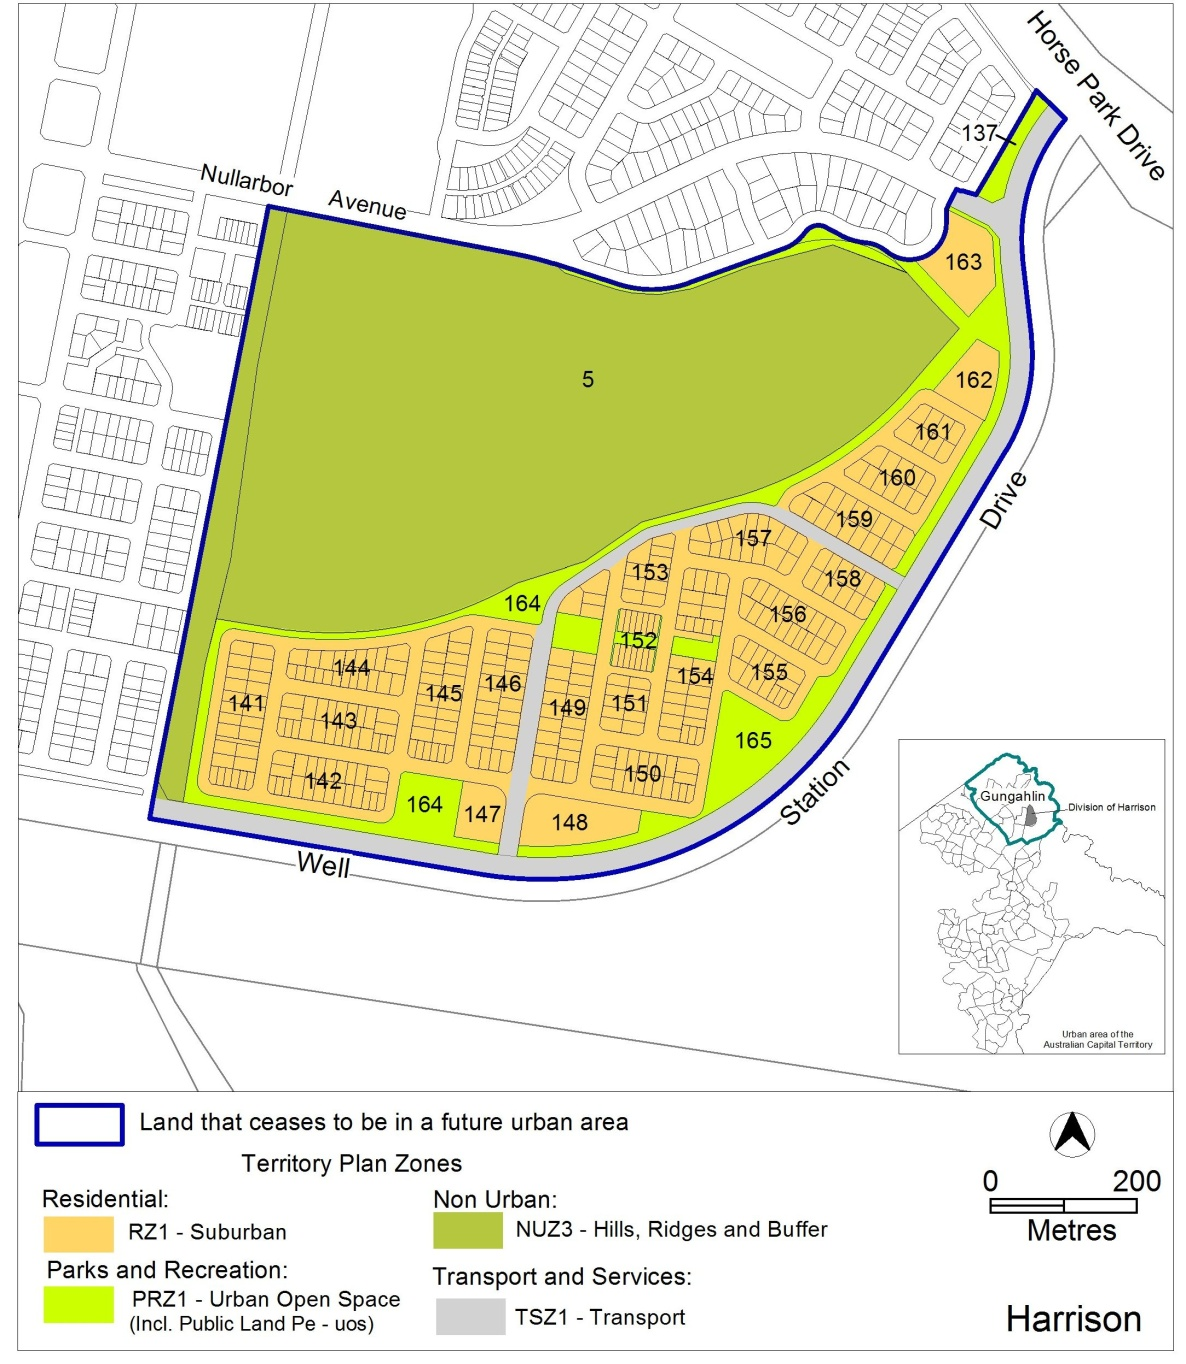 Horse Park Drive
137
Nullarbor
Avenue
163
5
162
161
160
159
Drive
157
158
153
164
152
156
144
154
155
141
145
146
149
151
143
165
142
150
164
147
148
Station
Well
Gungahlin
Division of Harrison
Urban area of the
Australian Capital Territory
Land that ceases to be in a future urban area
Territory Plan Zones
Residential:
RZ1 - Suburban
Parks and Recreation:
PRZ1 - Urban Open Space
(Incl. Public Land Pe - uos)
Non Urban:
NUZ3 - Hills, Ridges and Buffer
Transport and Services:
TSZ1 - Transport
0 200
Metres
Harrison